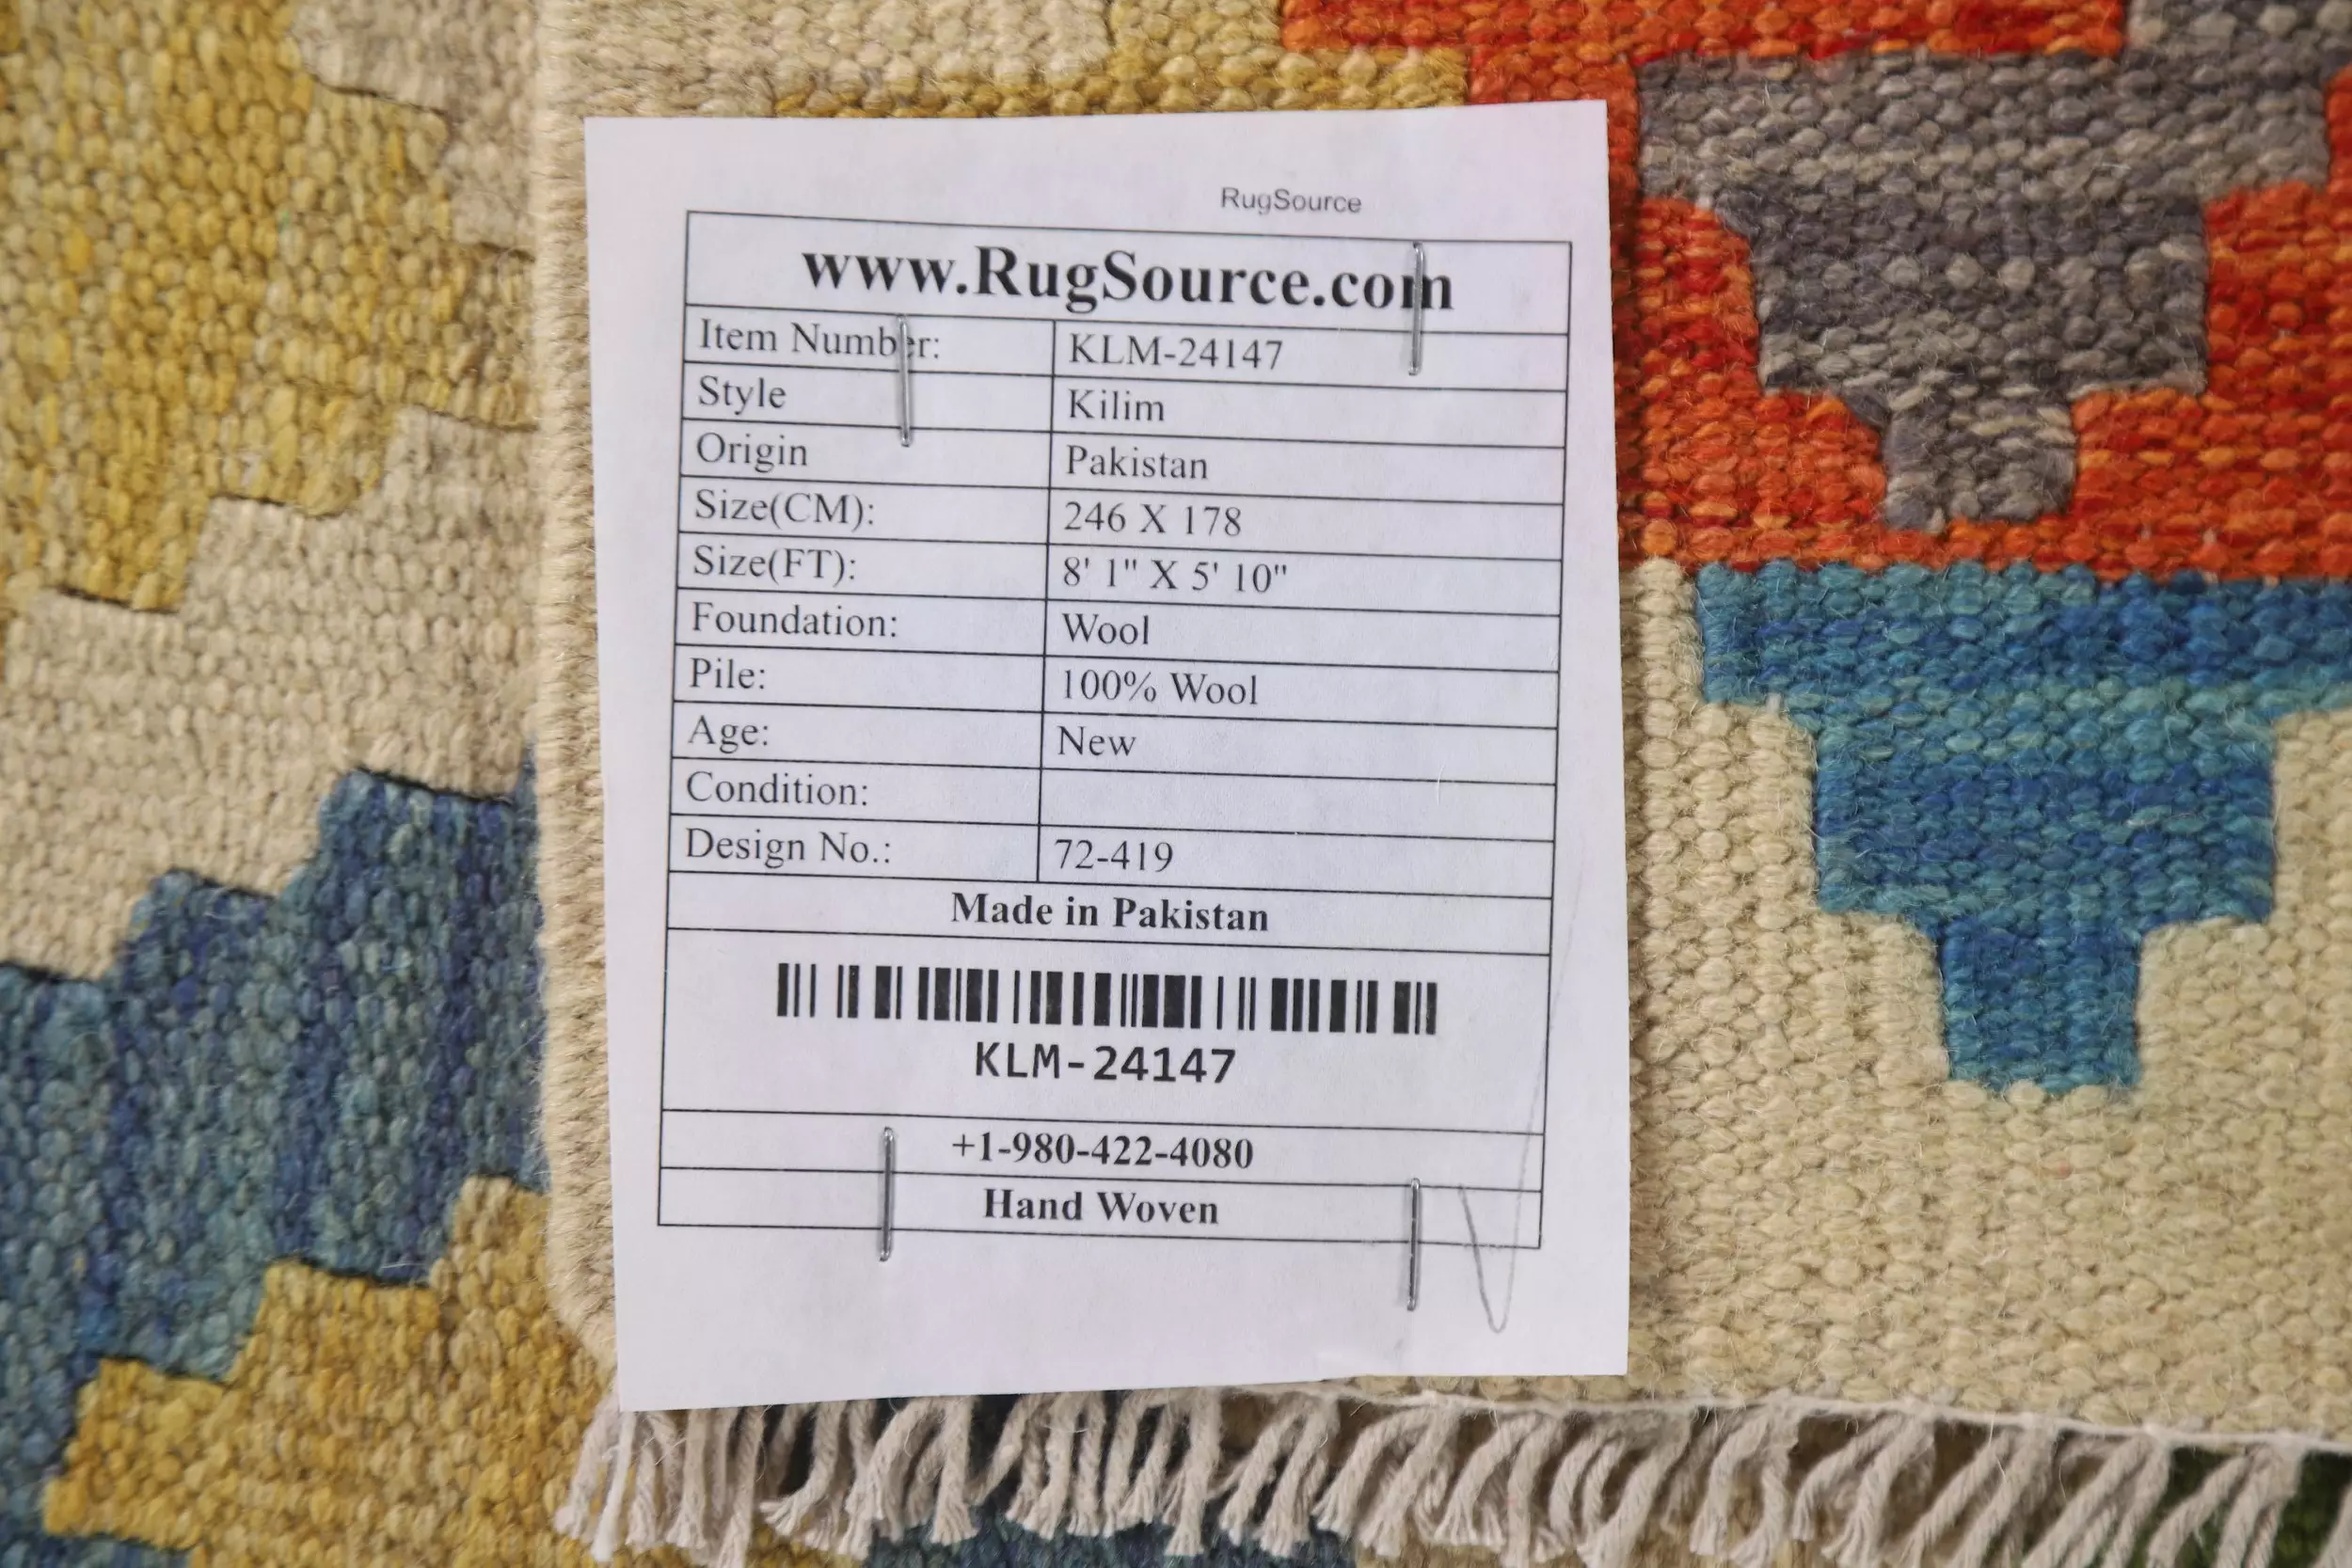 RugSource
www.RugSource.com
Item Number: KLM-24147
Style Kilim
Origin Pakistan
Size(CM): 246 X 178
Size(FT): 8' 1" X 5' 10"
Foundation: Wool
Pile: 100% Wool
Age: New
Condition:
Design No.: 72-419
Made in Pakistan
KLM-24147
+1-980-422-4080
Hand Woven